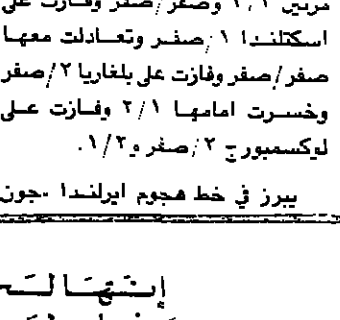 مرتين ١/١ وصفر/صفر وفازت على
اسكتلندا ١/صفر وتعادلت معها
صفر/صفر وفازت على بلغاريا ٢/صفر
وخسرت امامها ٢/١ وفازت على
لوكسمبورج ٢/صفر و٢/١.
يبرز في خط هجوم ايرلندا «جون